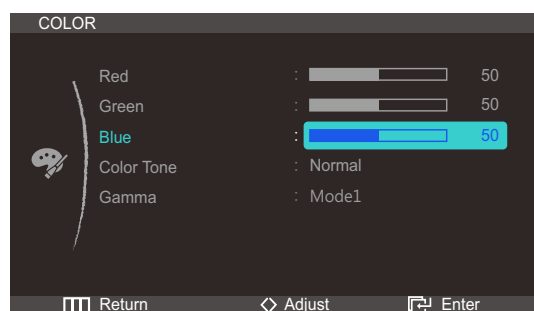 COLOR
Red : 50
Green : 50
Blue : 50
Color Tone : Normal
Gamma : Mode1
Return Adjust Enter